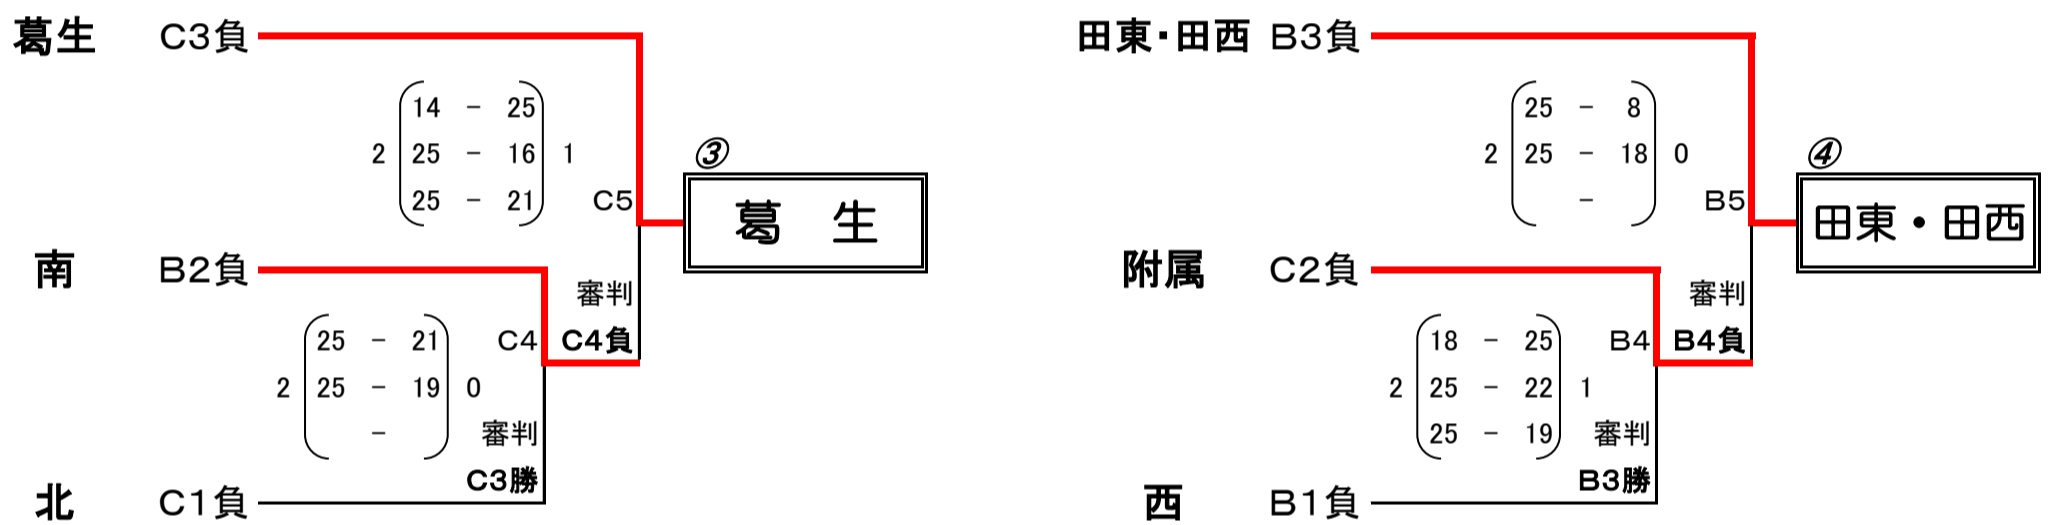 葛生 C3負
14 - 25
2 25 - 16 1
25 - 21
C5
③
葛 生
南 B2負
審判
C4負
25 - 21
2 25 - 19 0
-
C4
審判
C3勝
北 C1負
田東・田西 B3負
25 - 8
2 25 - 18 0
-
B5
④
田東・田西
附属 C2負
審判
B4負
18 - 25
2 25 - 22 1
25 - 19
B4
審判
B3勝
西 B1負